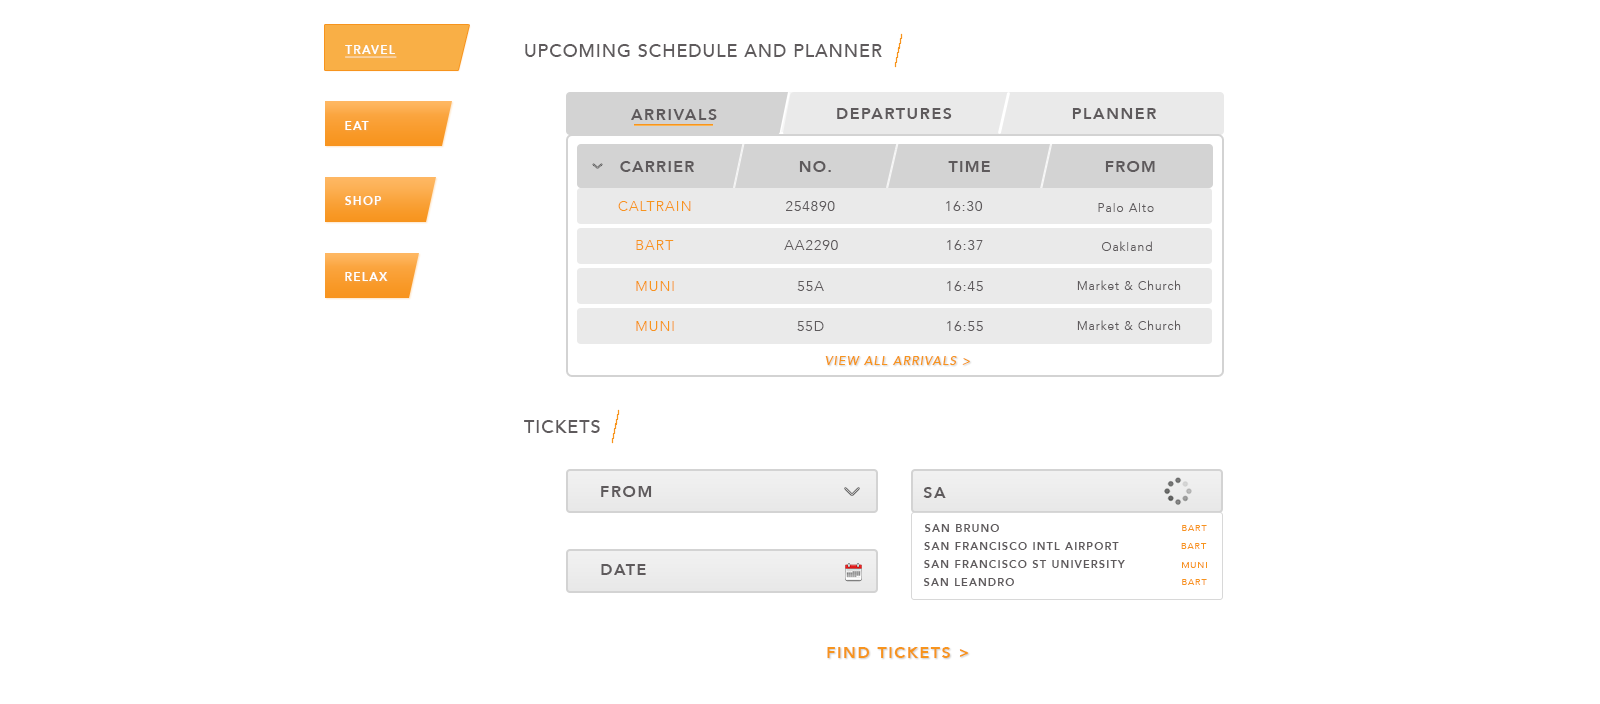 TRAVEL
EAT
SHOP
RELAX
UPCOMING SCHEDULE AND PLANNER
ARRIVALS DEPARTURES PLANNER
CARRIER NO. TIME FROM
CALTRAIN 254890 16:30 Palo Alto
BART AA2290 16:37 Oakland
MUNI 55A 16:45 Market & Church
MUNI 55D 16:55 Market & Church
VIEW ALL ARRIVALS >
TICKETS
FROM
SA
SAN BRUNO BART
SAN FRANCISCO INTL AIRPORT BART
SAN FRANCISCO ST UNIVERSITY MUNI
SAN LEANDRO BART
DATE
FIND TICKETS >